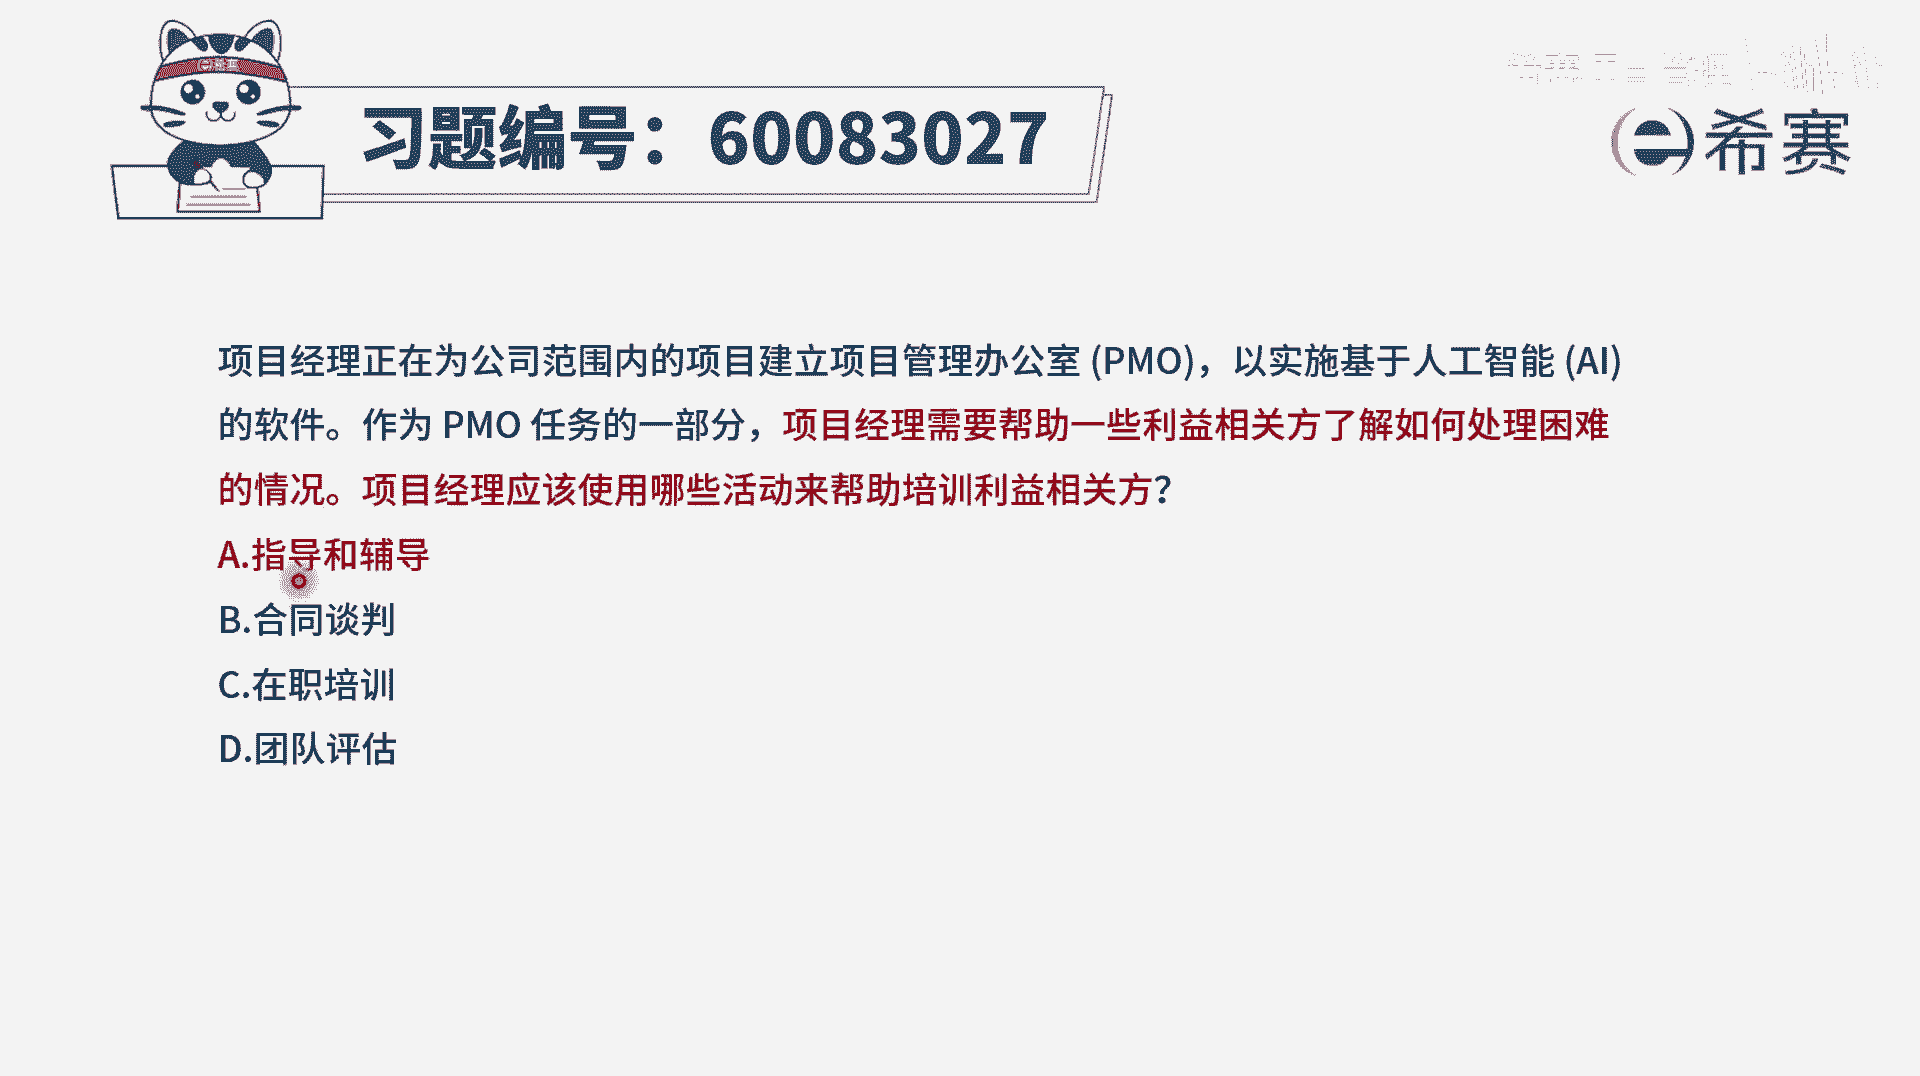 e希赛
习题编号：60083027
e希赛
项目经理正在为公司范围内的项目建立项目管理办公室 (PMO)，以实施基于人工智能 (AI)
的软件。作为 PMO 任务的一部分，项目经理需要帮助一些利益相关方了解如何处理困难
的情况。项目经理应该使用哪些活动来帮助培训利益相关方？
A.指导和辅导
B.合同谈判
C.在职培训
D.团队评估